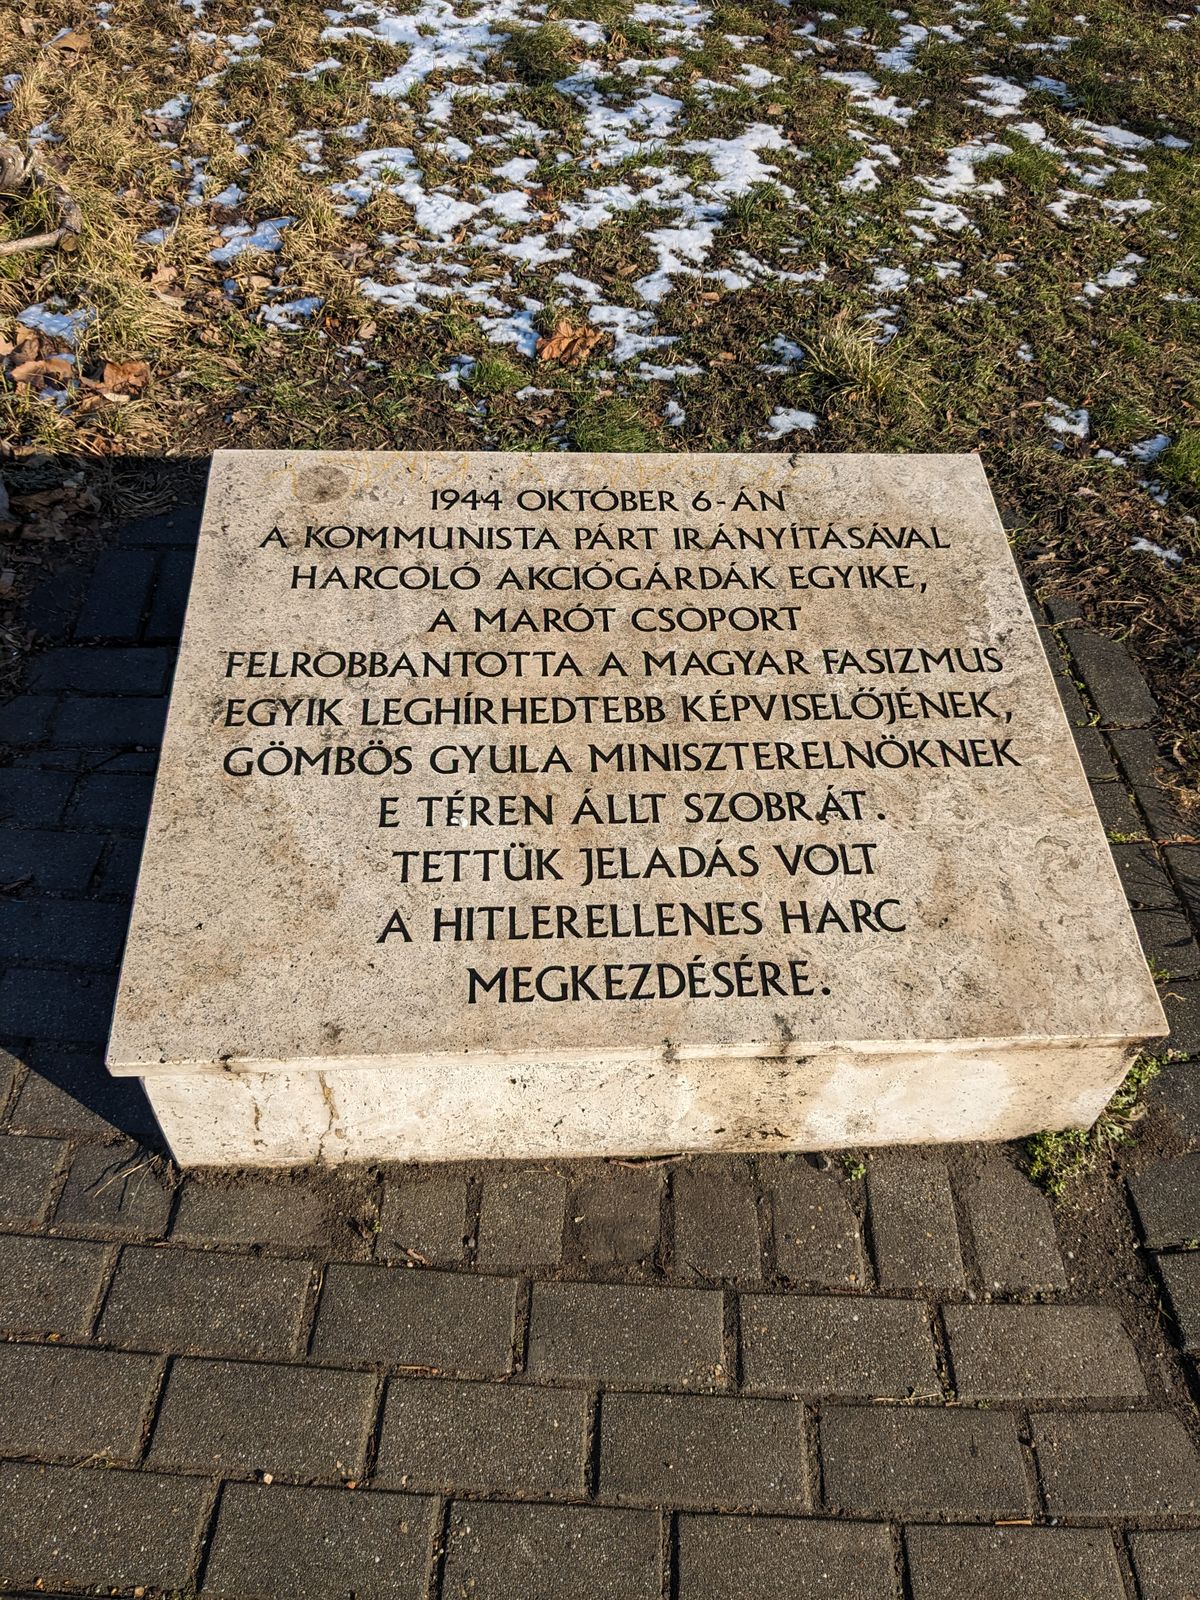 1944 OKTÓBER 6-ÁN
A KOMMUNISTA PÁRT IRÁNYÍTÁSÁVAL
HARCOLÓ AKCIÓGÁRDÁK EGYIKE,
A MARÓT CSOPORT
FELROBBANTOTTA A MAGYAR FASIZMUS
EGYIK LEGHÍRHEDTEBB KÉPVISELŐJÉNEK,
GÖMBÖS GYULA MINISZTERELNÖKNEK
E TÉREN ÁLLT SZOBRÁT.
TETTÜK JELADÁS VOLT
A HITLERELLENES HARC
MEGKEZDÉSÉRE.